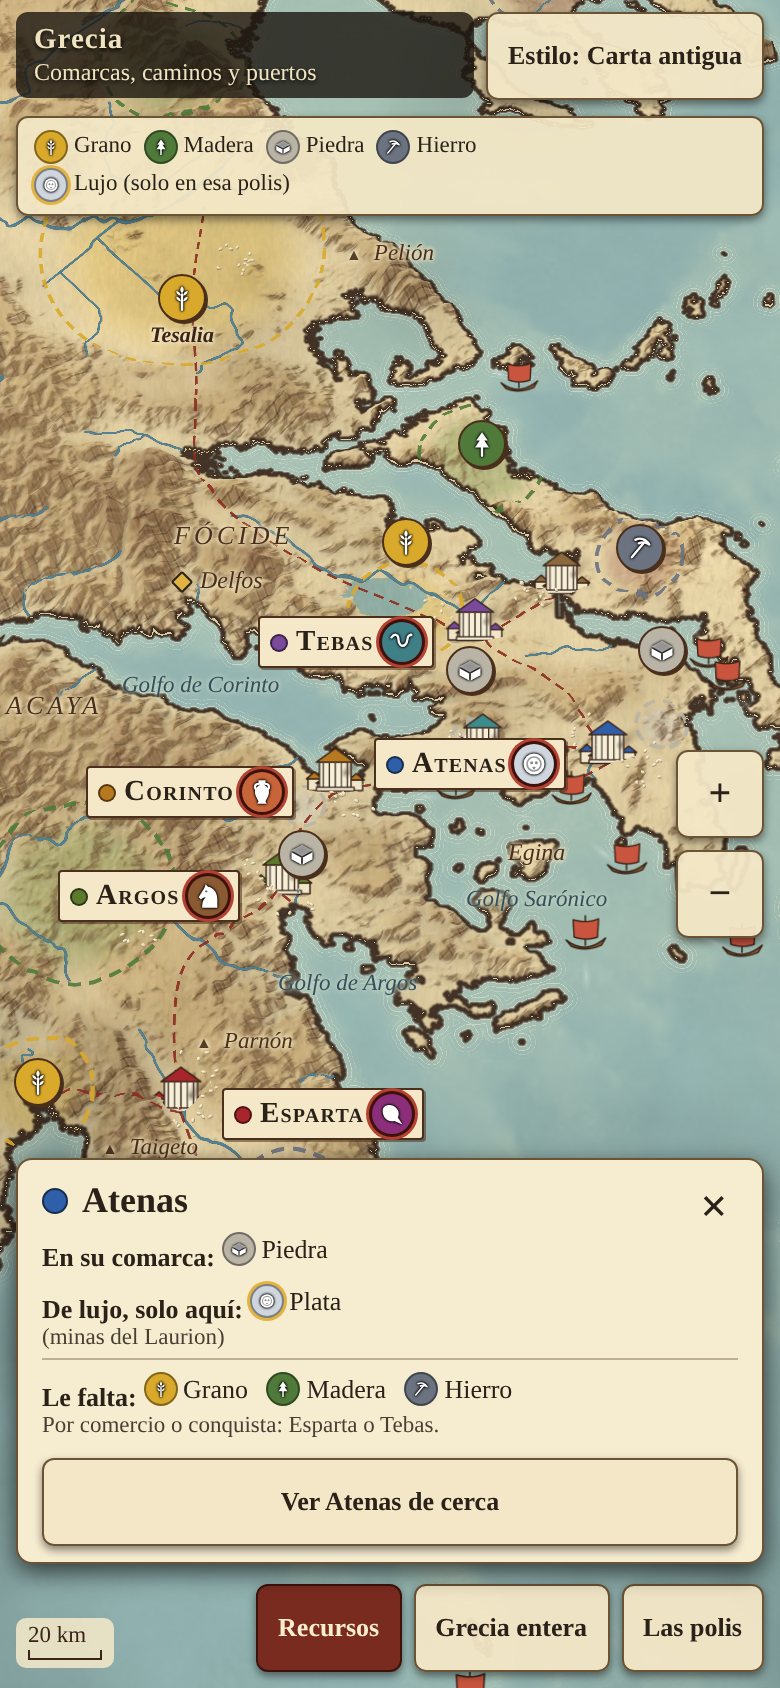 Grecia
Comarcas, caminos y puertos
Estilo: Carta antigua
Grano Madera Piedra Hierro
Lujo (solo en esa polis)
▲ Pelión
Tesalia
FÓCIDE
Delfos
TEBAS
Golfo de Corinto
ACAYA
ATENAS
CORINTO
Egina
ARGOS
Golfo Sarónico
Golfo de Argos
▲ Parnón
ESPARTA
▲ Taigeto
+
−
Atenas
✕
En su comarca: Piedra
De lujo, solo aquí: Plata
(minas del Laurion)
Le falta: Grano Madera Hierro
Por comercio o conquista: Esparta o Tebas.
Ver Atenas de cerca
20 km
Recursos
Grecia entera
Las polis